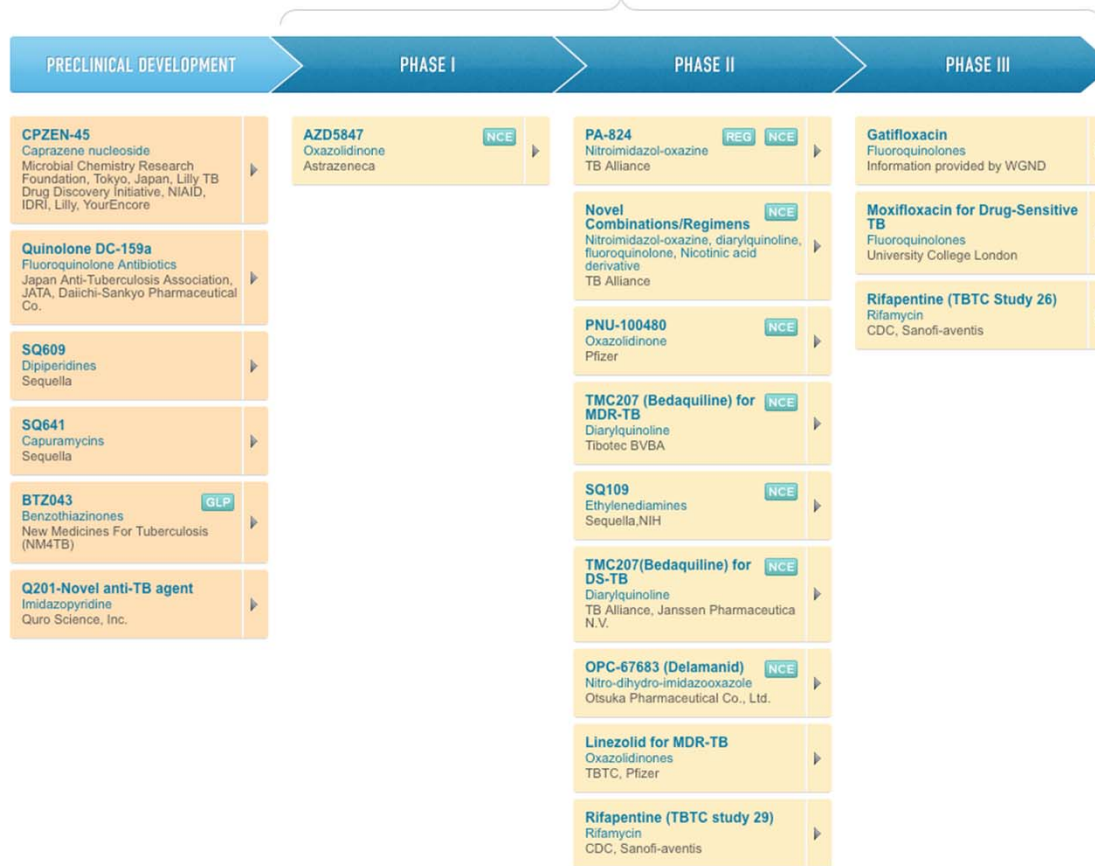 PRECLINICAL DEVELOPMENT
PHASE I
PHASE II
PHASE III
CPZEN-45
Caprazene nucleoside
Microbial Chemistry Research
Foundation, Tokyo, Japan, Lilly TB
Drug Discovery Initiative, NIAID,
IDRI, Lilly, YourEncore
Quinolone DC-159a
Fluoroquinolone Antibiotics
Japan Anti-Tuberculosis Association,
JATA, Daiichi-Sankyo Pharmaceutical
Co.
SQ609
Dipiperidines
Sequella
SQ641
Capuramycins
Sequella
BTZ043 GLP
Benzothiazinones
New Medicines For Tuberculosis
(NM4TB)
Q201-Novel anti-TB agent
Imidazopyridine
Quro Science, Inc.
AZD5847 NCE
Oxazolidinone
Astrazeneca
PA-824 REG NCE
Nitroimidazol-oxazine
TB Alliance
Novel NCE
Combinations/Regimens
Nitroimidazol-oxazine, diarylquinoline,
fluoroquinolone, Nicotinic acid
derivative
TB Alliance
PNU-100480 NCE
Oxazolidinone
Pfizer
TMC207 (Bedaquiline) for NCE
MDR-TB
Diarylquinoline
Tibotec BVBA
SQ109 NCE
Ethylenediamines
Sequella,NIH
TMC207(Bedaquiline) for NCE
DS-TB
Diarylquinoline
TB Alliance, Janssen Pharmaceutica
N.V.
OPC-67683 (Delamanid) NCE
Nitro-dihydro-imidazooxazole
Otsuka Pharmaceutical Co., Ltd.
Linezolid for MDR-TB
Oxazolidinones
TBTC, Pfizer
Rifapentine (TBTC study 29)
Rifamycin
CDC, Sanofi-aventis
Gatifloxacin
Fluoroquinolones
Information provided by WGND
Moxifloxacin for Drug-Sensitive
TB
Fluoroquinolones
University College London
Rifapentine (TBTC Study 26)
Rifamycin
CDC, Sanofi-aventis